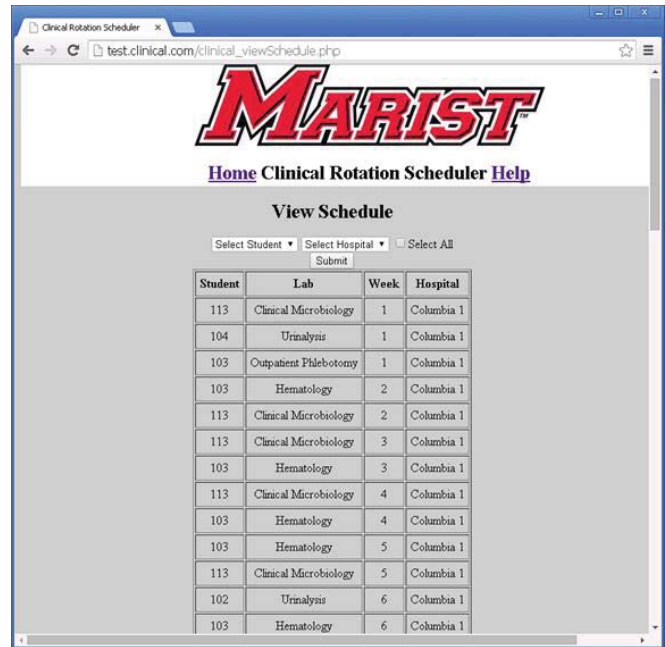 Clinical Rotation Scheduler
test.clinical.com/clinical_viewSchedule.php
MARIST™
Home Clinical Rotation Scheduler Help
View Schedule
Select Student Select Hospital Select All
Submit
Student Lab Week Hospital
113 Clinical Microbiology 1 Columbia 1
104 Urinalysis 1 Columbia 1
103 Outpatient Phlebotomy 1 Columbia 1
103 Hematology 2 Columbia 1
113 Clinical Microbiology 2 Columbia 1
113 Clinical Microbiology 3 Columbia 1
103 Hematology 3 Columbia 1
113 Clinical Microbiology 4 Columbia 1
103 Hematology 4 Columbia 1
103 Hematology 5 Columbia 1
113 Clinical Microbiology 5 Columbia 1
102 Urinalysis 6 Columbia 1
103 Hematology 6 Columbia 1